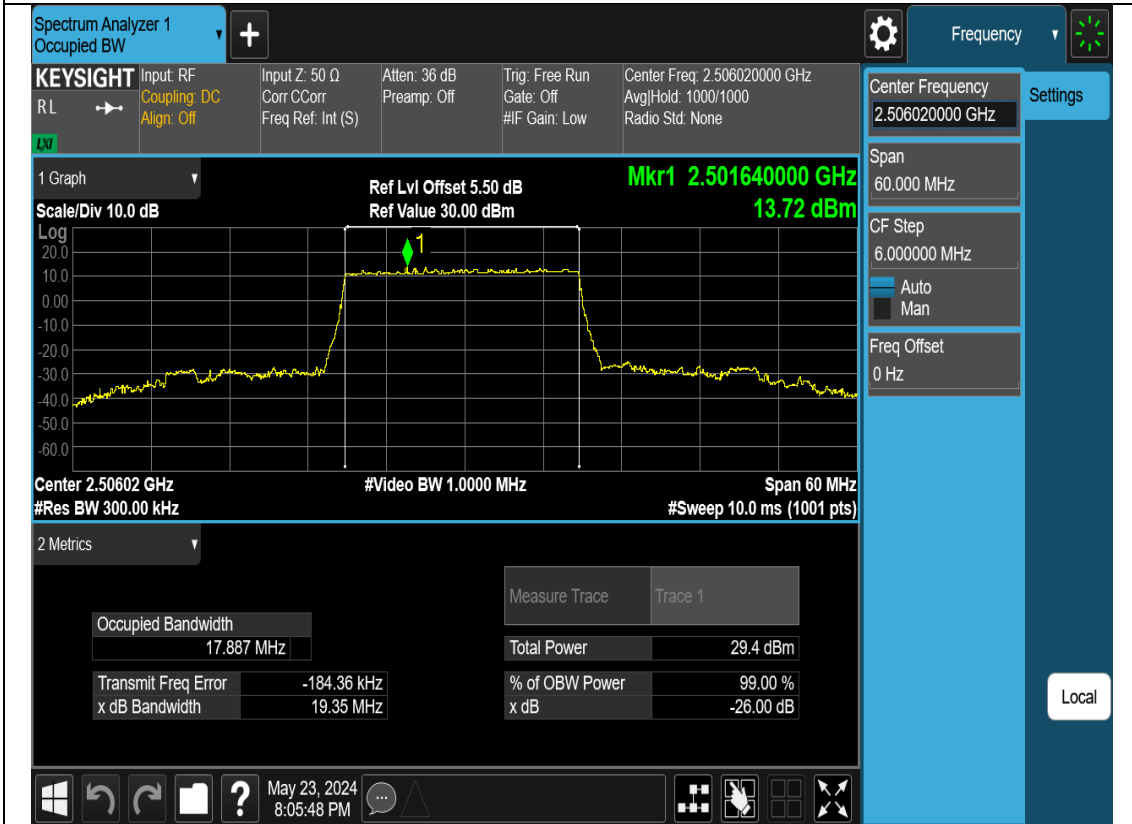 Spectrum Analyzer 1
Occupied BW
+
Frequency
KEYSIGHT
R L
LXI
Input: RF
Coupling: DC
Align: Off
Input Z: 50 Ω
Corr CCorr
Freq Ref: Int (S)
Atten: 36 dB
Preamp: Off
Trig: Free Run
Gate: Off
#IF Gain: Low
Center Freq: 2.506020000 GHz
Avg|Hold: 1000/1000
Radio Std: None
Center Frequency
2.506020000 GHz
Settings
Span
60.000 MHz
CF Step
6.000000 MHz
Auto
Man
Freq Offset
0 Hz
Local
1 Graph
Scale/Div 10.0 dB
Ref Lvl Offset 5.50 dB
Ref Value 30.00 dBm
Mkr1 2.501640000 GHz
13.72 dBm
Log
1
20.0
10.0
0.00
-10.0
-20.0
-30.0
-40.0
-50.0
-60.0
Center 2.50602 GHz
#Video BW 1.0000 MHz
Span 60 MHz
#Res BW 300.00 kHz
#Sweep 10.0 ms (1001 pts)
2 Metrics
Measure Trace Trace 1
Occupied Bandwidth
17.887 MHz
Total Power 29.4 dBm
Transmit Freq Error -184.36 kHz
% of OBW Power 99.00 %
x dB Bandwidth 19.35 MHz
x dB -26.00 dB
?
May 23, 2024
8:05:48 PM